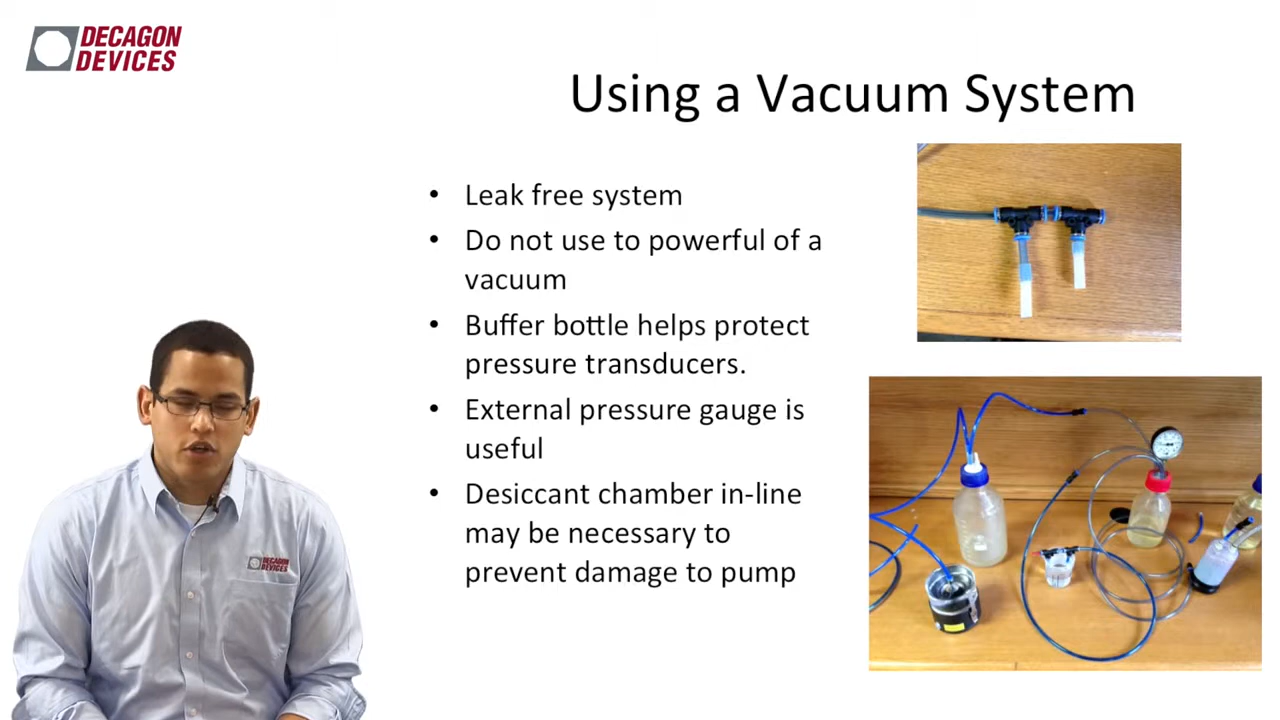 DECAGON
DEVICES
Using a Vacuum System
• Leak free system
• Do not use to powerful of a
vacuum
• Buffer bottle helps protect
pressure transducers.
• External pressure gauge is
useful
• Desiccant chamber in-line
may be necessary to
prevent damage to pump
DECAGON
DEVICES